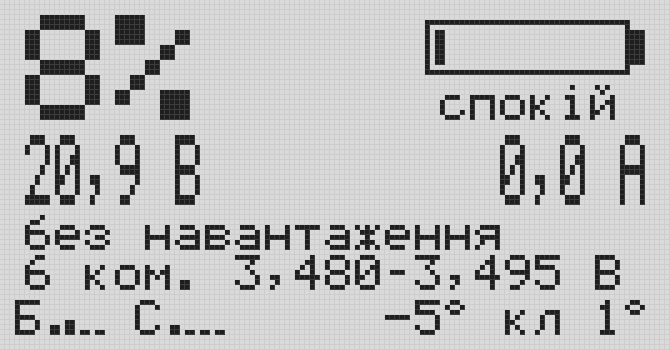 8%
спокій
20,9 В 0,0 А
без навантаження
6 ком. 3,480-3,495 В
Б.... С.... -5° кл 1°